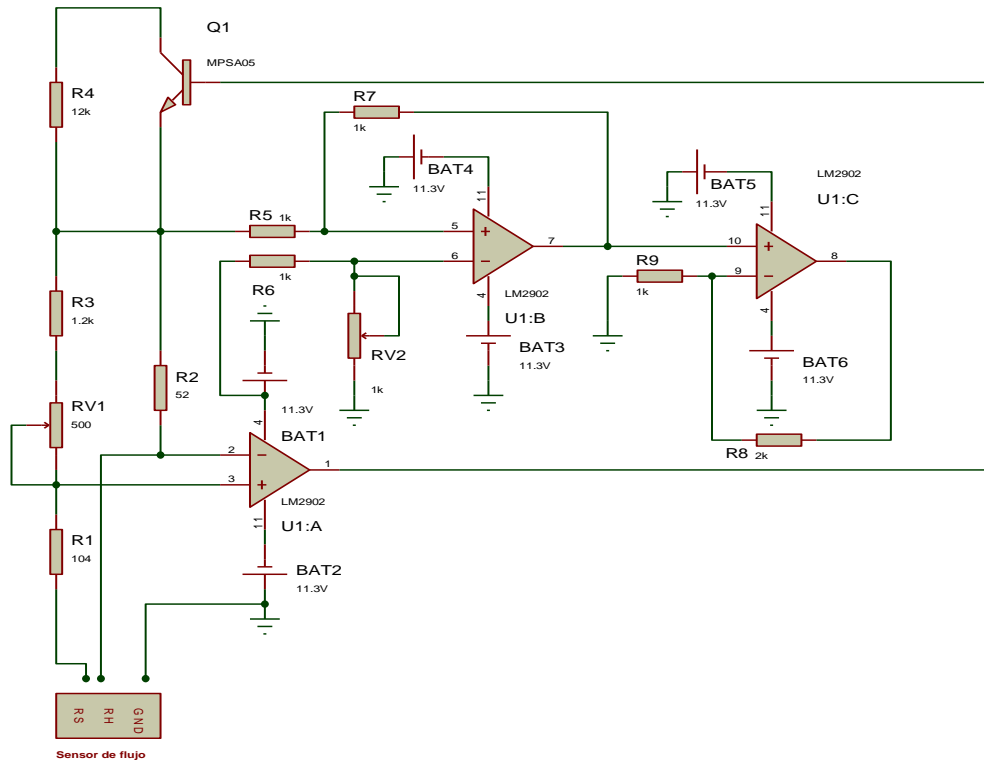 Q1
MPSA05
R4
12k
R7
1k
BAT4
11.3V
11
BAT5
11.3V
11
LM2902
U1:C
R5 1k
5
6
7
4
1k
R6
LM2902
U1:B
BAT3
11.3V
10
9
8
4
R9
1k
BAT6
11.3V
R8
2k
R3
1.2k
RV2
1k
R2
52
RV1
500
11.3V
BAT1
4
2
3
1
11
LM2902
U1:A
R1
104
BAT2
11.3V
RS
RH
GND
Sensor de flujo